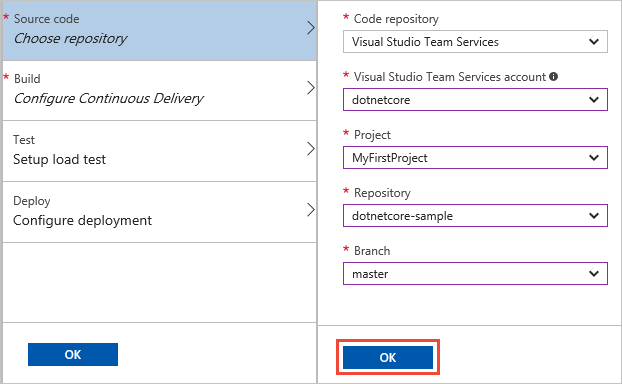 * Source code
Choose repository
* Build
Configure Continuous Delivery
Test
Setup load test
Deploy
Configure deployment
OK
* Code repository
Visual Studio Team Services
* Visual Studio Team Services account
dotnetcore
* Project
MyFirstProject
* Repository
dotnetcore-sample
* Branch
master
OK